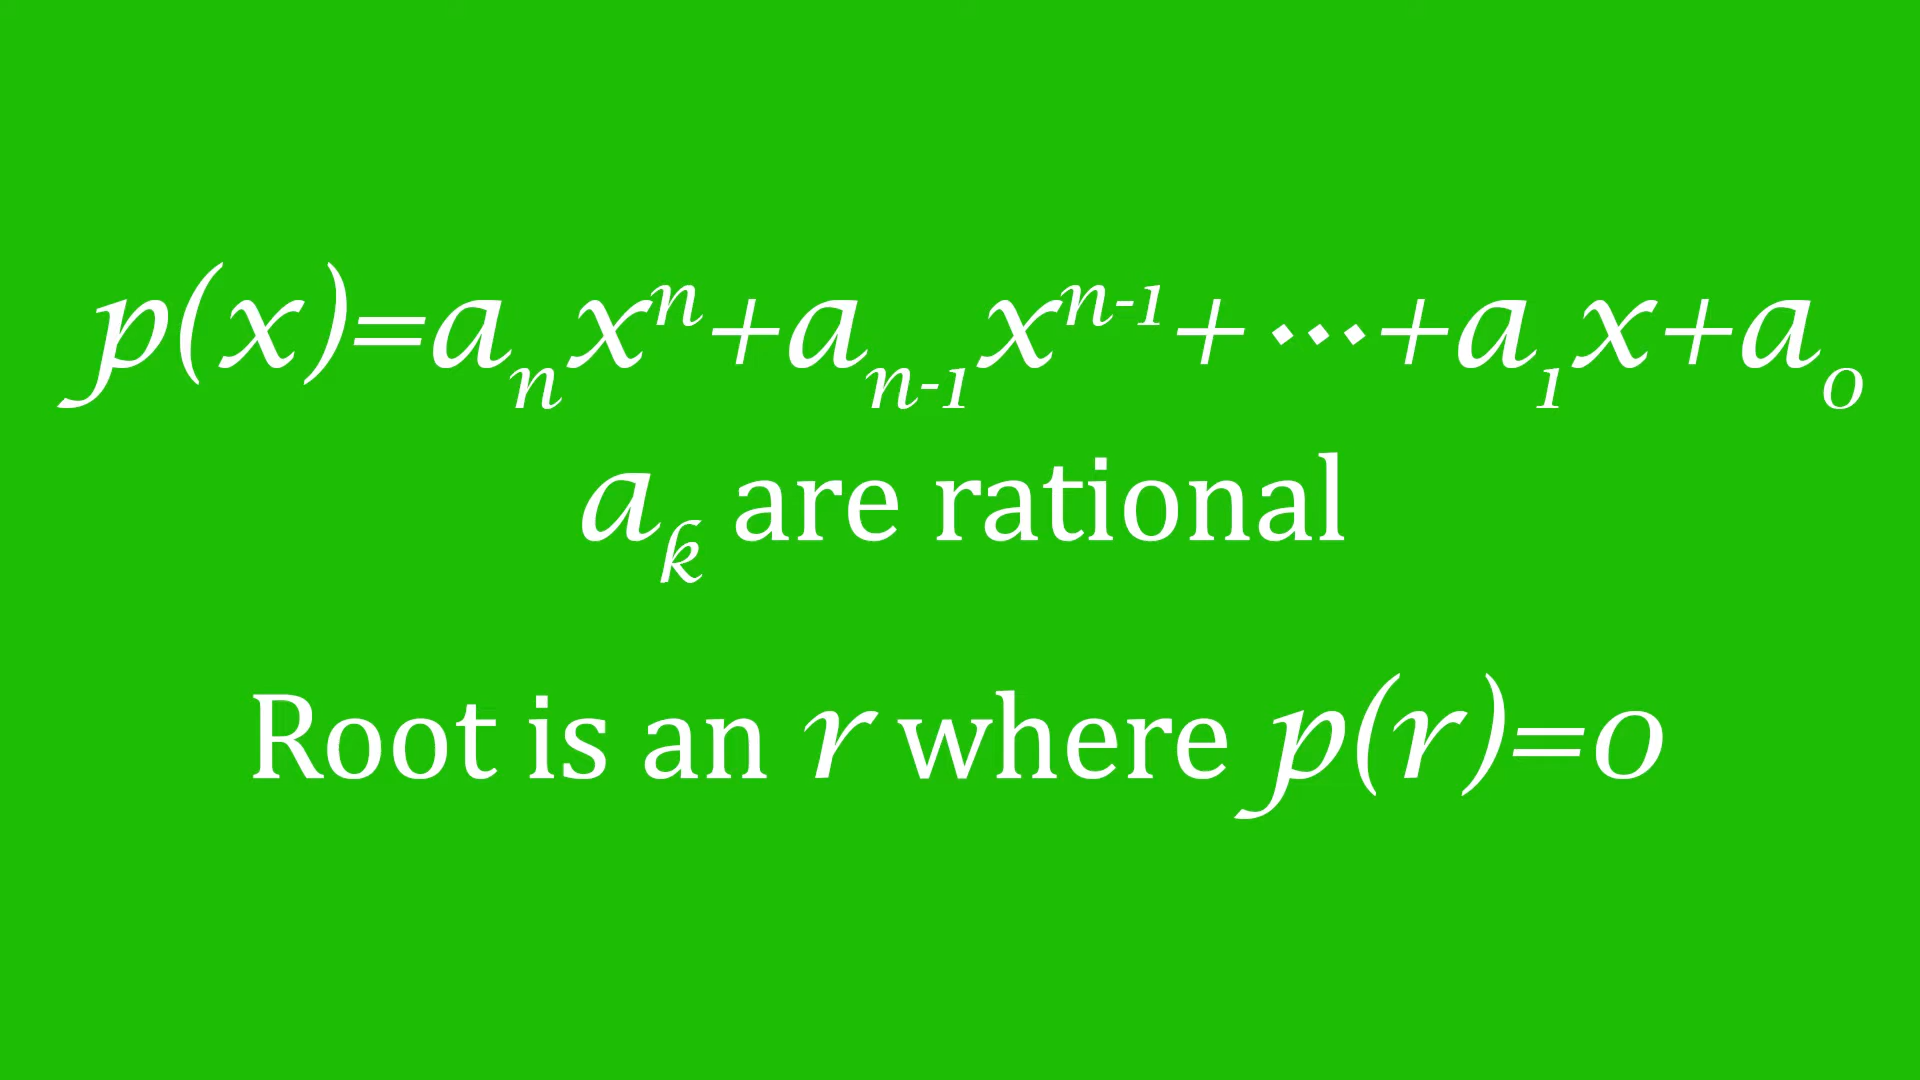 p(x)=aₙxⁿ+aₙ₋₁xⁿ⁻¹+⋯+a₁x+a₀
aₖ are rational
Root is an r where p(r)=0